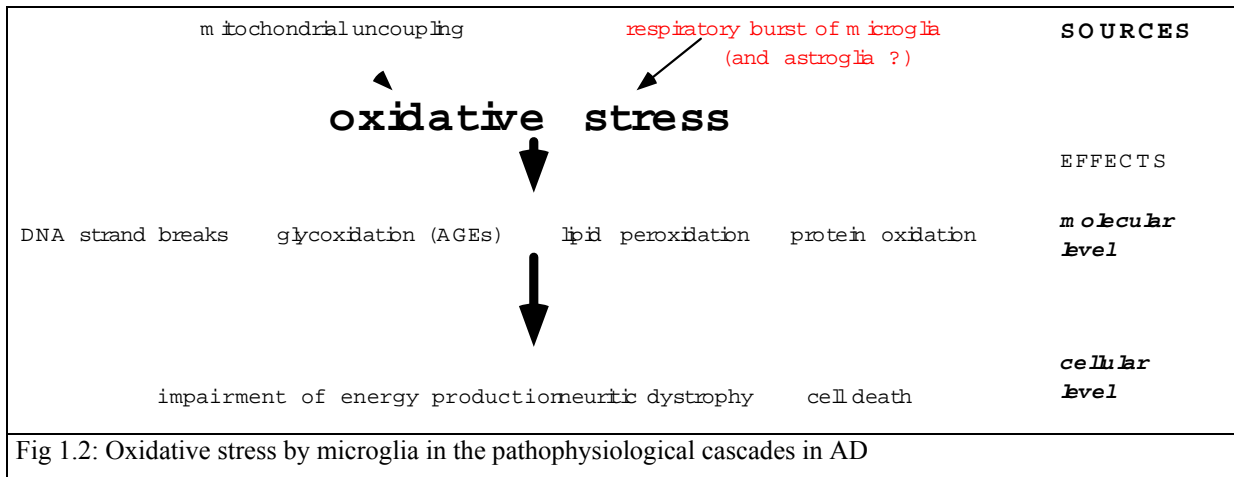 mitochondrial uncoupling respiratory burst of microglia SOURCES
(and astroglia ?)
oxidative stress
EFFECTS
DNA strand breaks glycoxidation (AGEs) lipid peroxidation protein oxidation molecular
level
cellular
impairment of energy production neuritic dystrophy cell death level
Fig 1.2: Oxidative stress by microglia in the pathophysiological cascades in AD